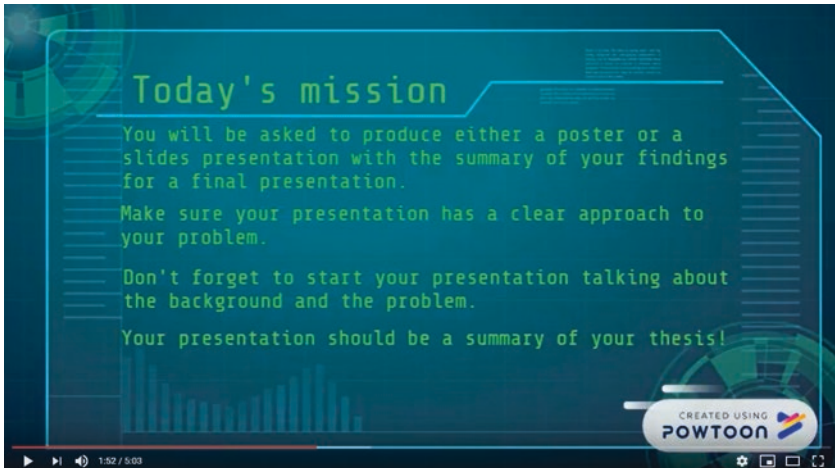 Today's mission
You will be asked to produce either a poster or a
slides presentation with the summary of your findings
for a final presentation.
Make sure your presentation has a clear approach to
your problem.
Don't forget to start your presentation talking about
the background and the problem.
Your presentation should be a summary of your thesis!
CREATED USING
POWTOON
1:52 / 5:03